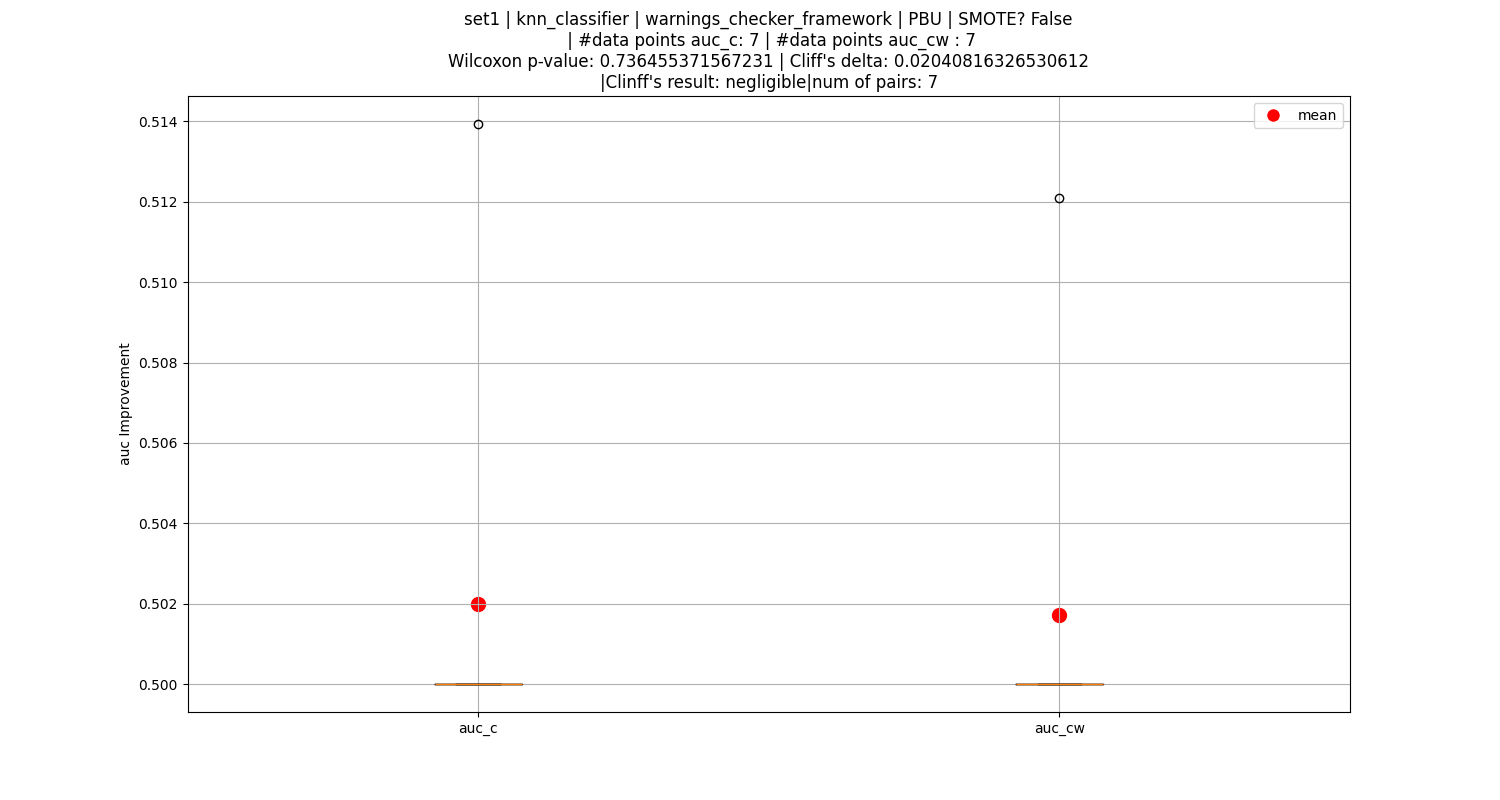 set1 | knn_classifier | warnings_checker_framework | PBU | SMOTE? False
| #data points auc_c: 7 | #data points auc_cw : 7
Wilcoxon p-value: 0.736455371567231 | Cliff's delta: 0.02040816326530612
|Clinff's result: negligible|num of pairs: 7
mean
0.514
0.512
0.510
0.508
0.506
0.504
0.502
0.500
auc Improvement
auc_c
auc_cw